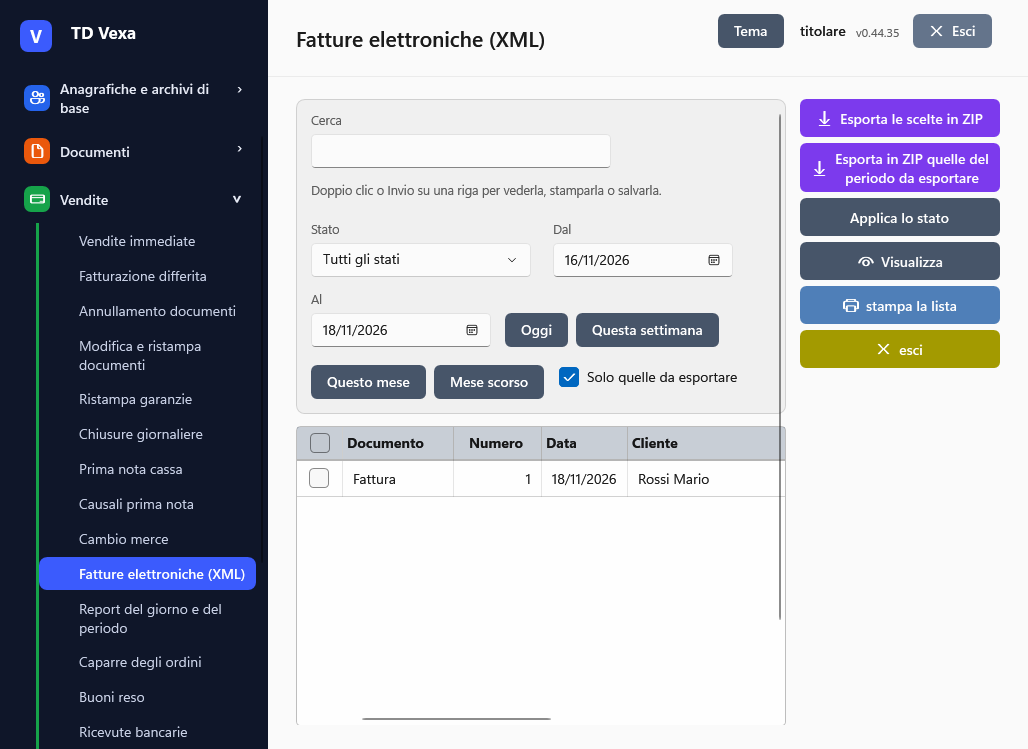 V
TD Vexa
Anagrafiche e archivi di
base
Documenti
Vendite
Vendite immediate
Fatturazione differita
Annullamento documenti
Modifica e ristampa
documenti
Ristampa garanzie
Chiusure giornaliere
Prima nota cassa
Causali prima nota
Cambio merce
Fatture elettroniche (XML)
Report del giorno e del
periodo
Caparre degli ordini
Buoni reso
Ricevute bancarie
Fatture elettroniche (XML)
Tema
titolare
v0.44.35
Esci
Cerca
Doppio clic o Invio su una riga per vederla, stamparla o salvarla.
Stato
Dal
Tutti gli stati
16/11/2026
Al
18/11/2026
Oggi
Questa settimana
Questo mese
Mese scorso
Solo quelle da esportare
Documento Numero Data Cliente
Fattura 1 18/11/2026 Rossi Mario
Esporta le scelte in ZIP
Esporta in ZIP quelle del
periodo da esportare
Applica lo stato
Visualizza
stampa la lista
esci